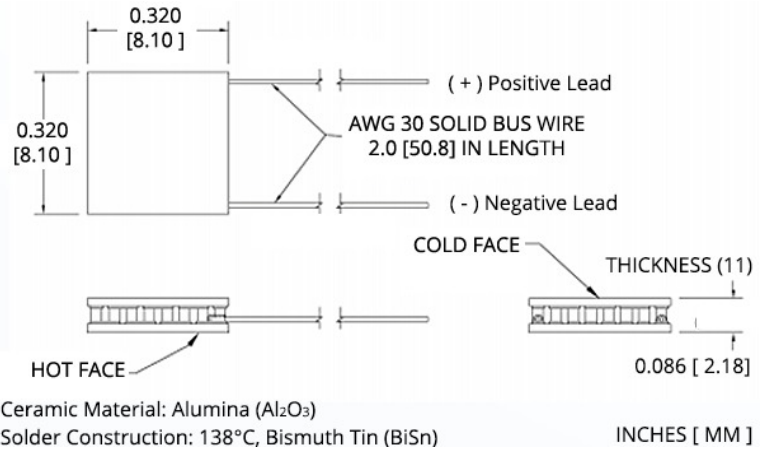 0.320
[8.10 ]
0.320
[8.10 ]
( + ) Positive Lead
AWG 30 SOLID BUS WIRE
2.0 [50.8] IN LENGTH
( - ) Negative Lead
COLD FACE
THICKNESS (11)
HOT FACE
0.086 [ 2.18]
Ceramic Material: Alumina (Al₂O₃)
Solder Construction: 138°C, Bismuth Tin (BiSn)
INCHES [ MM ]